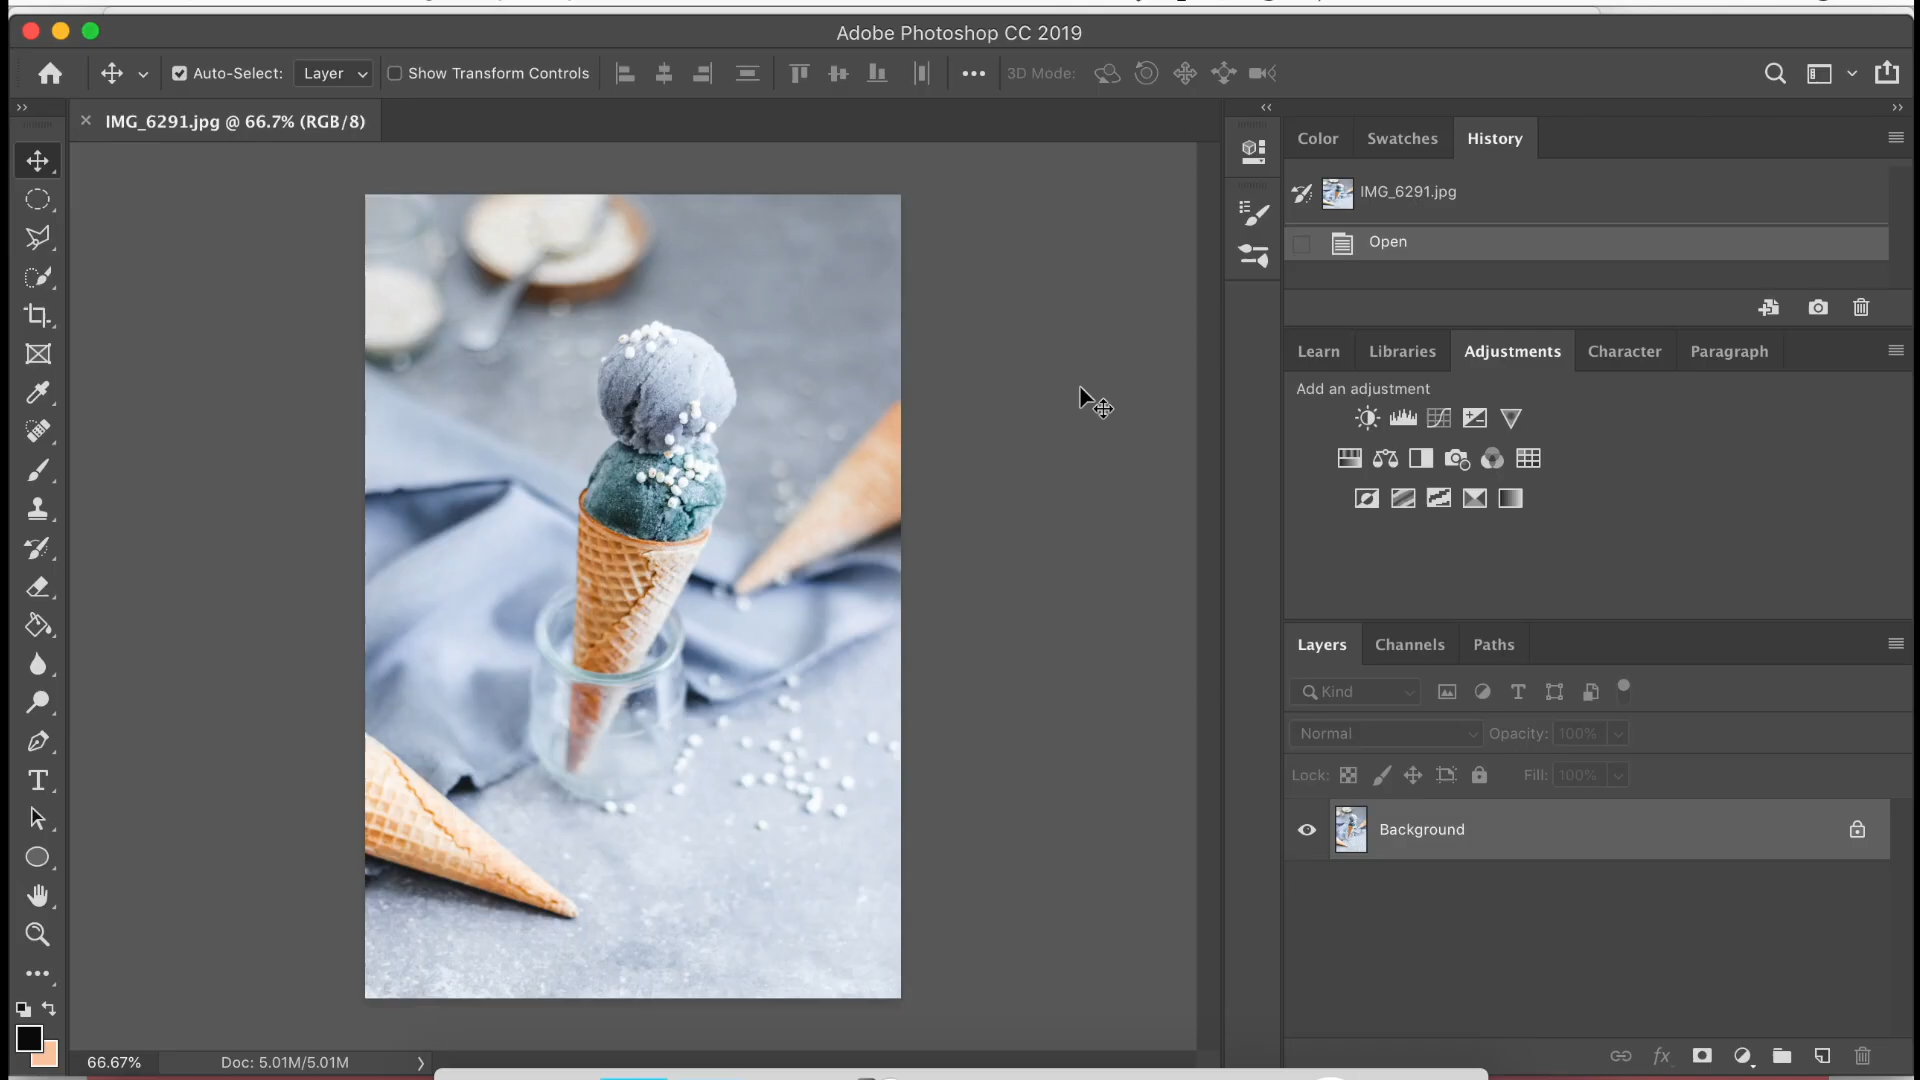 Adobe Photoshop CC 2019
Auto-Select: Layer Show Transform Controls 3D Mode:
IMG_6291.jpg @ 66.7% (RGB/8)
Color Swatches History
IMG_6291.jpg
Open
Learn Libraries Adjustments Character Paragraph
Add an adjustment
Layers Channels Paths
Kind
Normal Opacity: 100%
Lock: Fill: 100%
Background
fx
66.67% Doc: 5.01M/5.01M